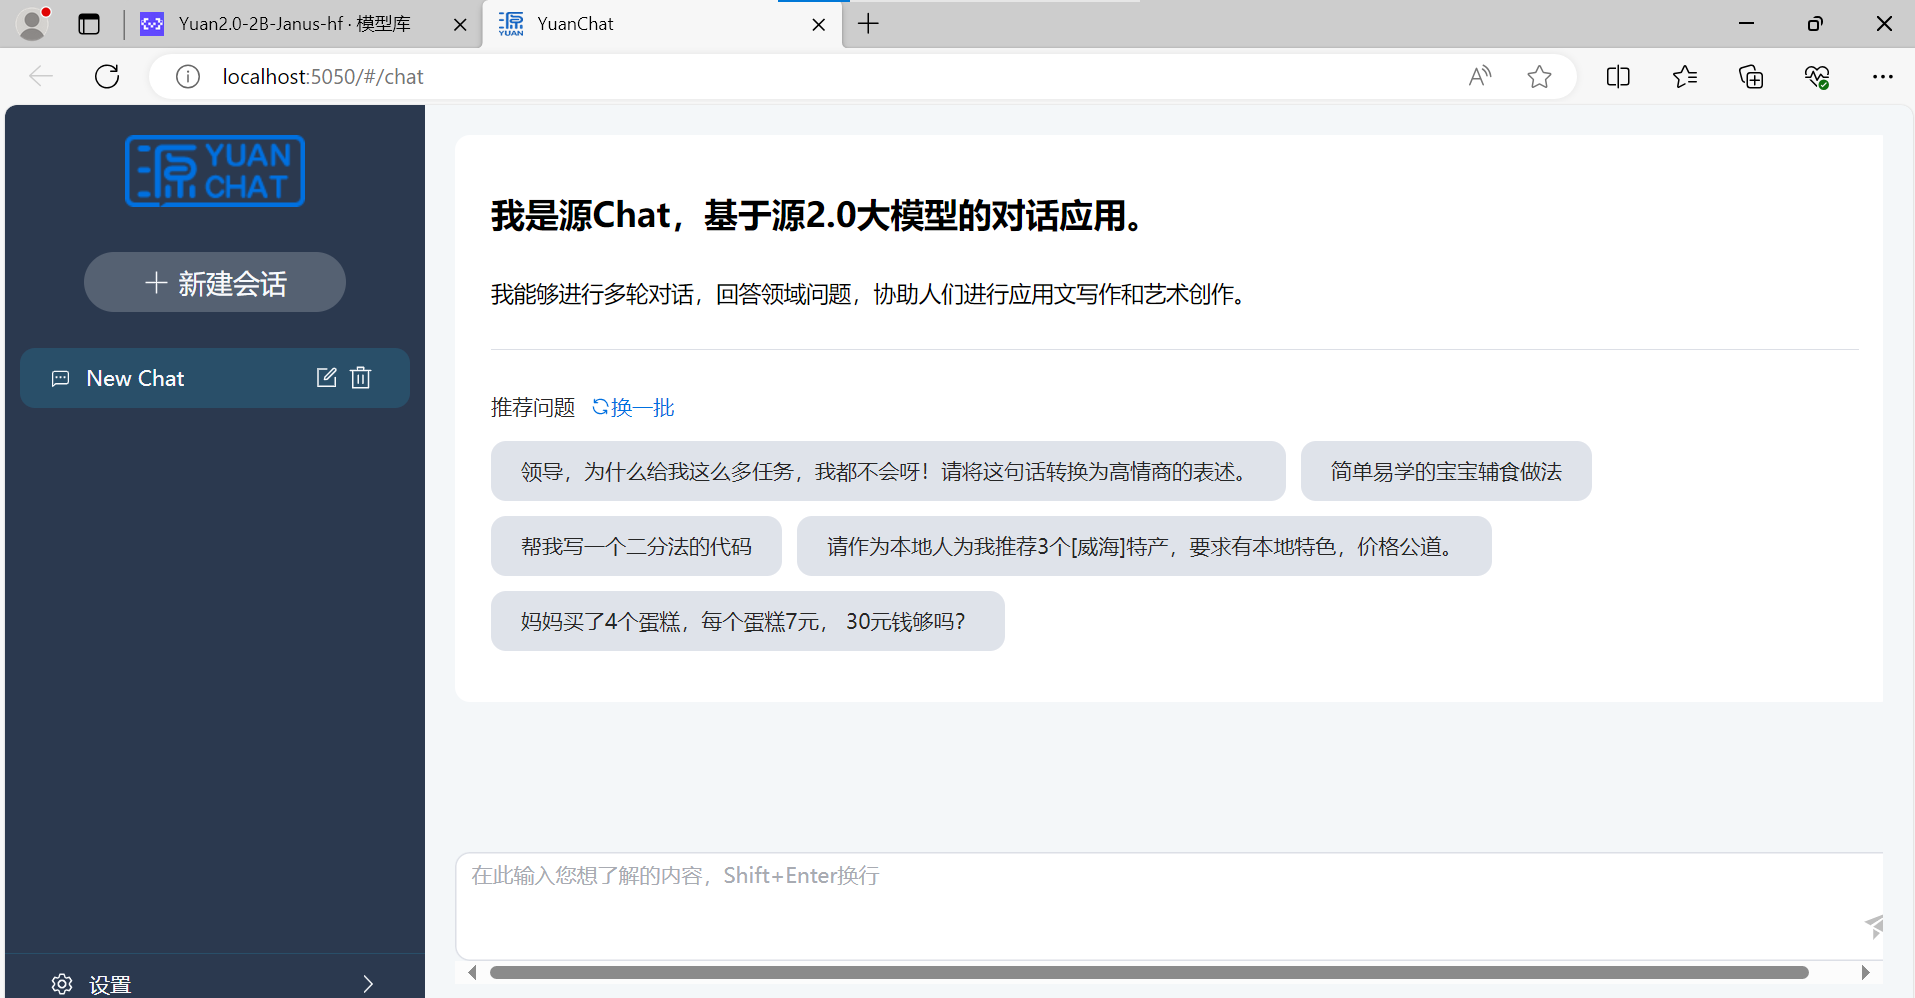 Yuan2.0-2B-Janus-hf · 模型库
YuanChat
localhost:5050/#/chat
源 YUAN CHAT
新建会话
New Chat
设置
我是源Chat，基于源2.0大模型的对话应用。
我能够进行多轮对话，回答领域问题，协助人们进行应用文写作和艺术创作。
推荐问题 换一批
领导，为什么给我这么多任务，我都不会呀！请将这句话转换为高情商的表述。
简单易学的宝宝辅食做法
帮我写一个二分法的代码
请作为本地人为我推荐3个[威海]特产，要求有本地特色，价格公道。
妈妈买了4个蛋糕，每个蛋糕7元， 30元钱够吗？
在此输入您想了解的内容，Shift+Enter换行